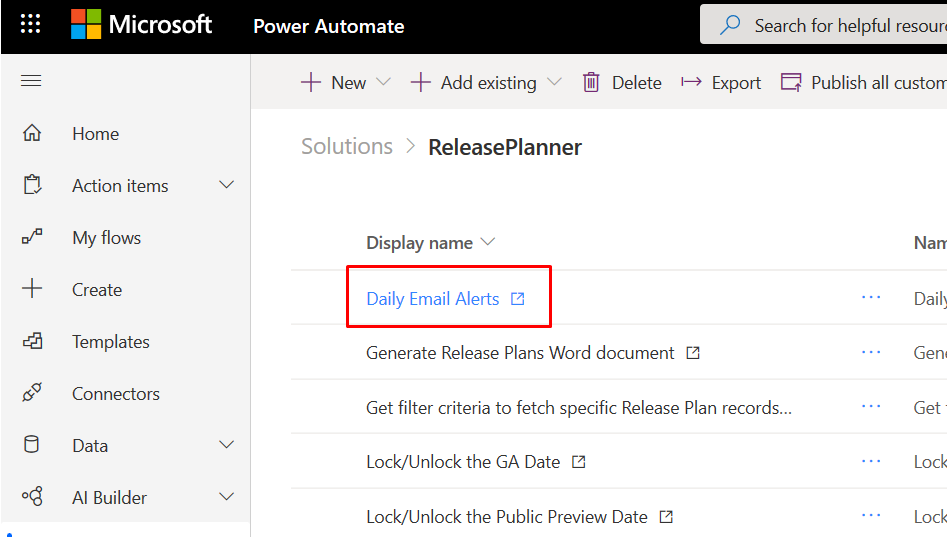 Microsoft Power Automate Search for helpful resour
New Add existing Delete Export Publish all custom
Home
Action items
My flows
Create
Templates
Connectors
Data
AI Builder
Solutions > ReleasePlanner
Display name Nam
Daily Email Alerts ... Daily
Generate Release Plans Word document ... Gene
Get filter criteria to fetch specific Release Plan records... ... Get
Lock/Unlock the GA Date ... Lock
Lock/Unlock the Public Preview Date ... Lock